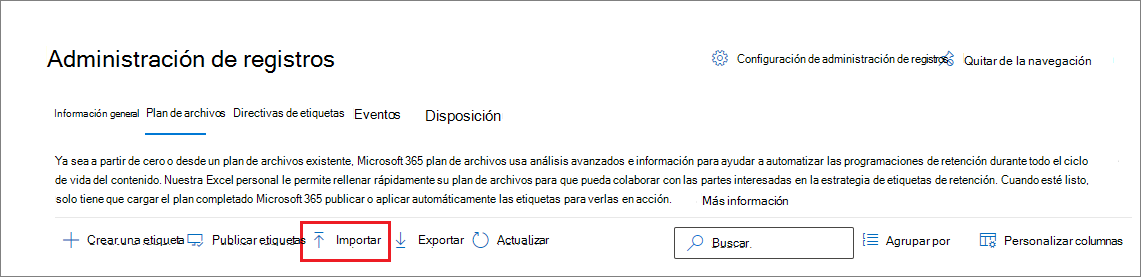 Administración de registros
Configuración de administración de registros Quitar de la navegación
Información general Plan de archivos Directivas de etiquetas Eventos Disposición
Ya sea a partir de cero o desde un plan de archivos existente, Microsoft 365 plan de archivos usa análisis avanzados e información para ayudar a automatizar las programaciones de retención durante todo el ciclo
de vida del contenido. Nuestra Excel personal le permite rellenar rápidamente su plan de archivos para que pueda colaborar con las partes interesadas en la estrategia de etiquetas de retención. Cuando esté listo,
solo tiene que cargar el plan completado Microsoft 365 publicar o aplicar automáticamente las etiquetas para verlas en acción. Más información
Crear una etiqueta Publicar etiquetas Importar Exportar Actualizar Buscar. Agrupar por Personalizar columnas